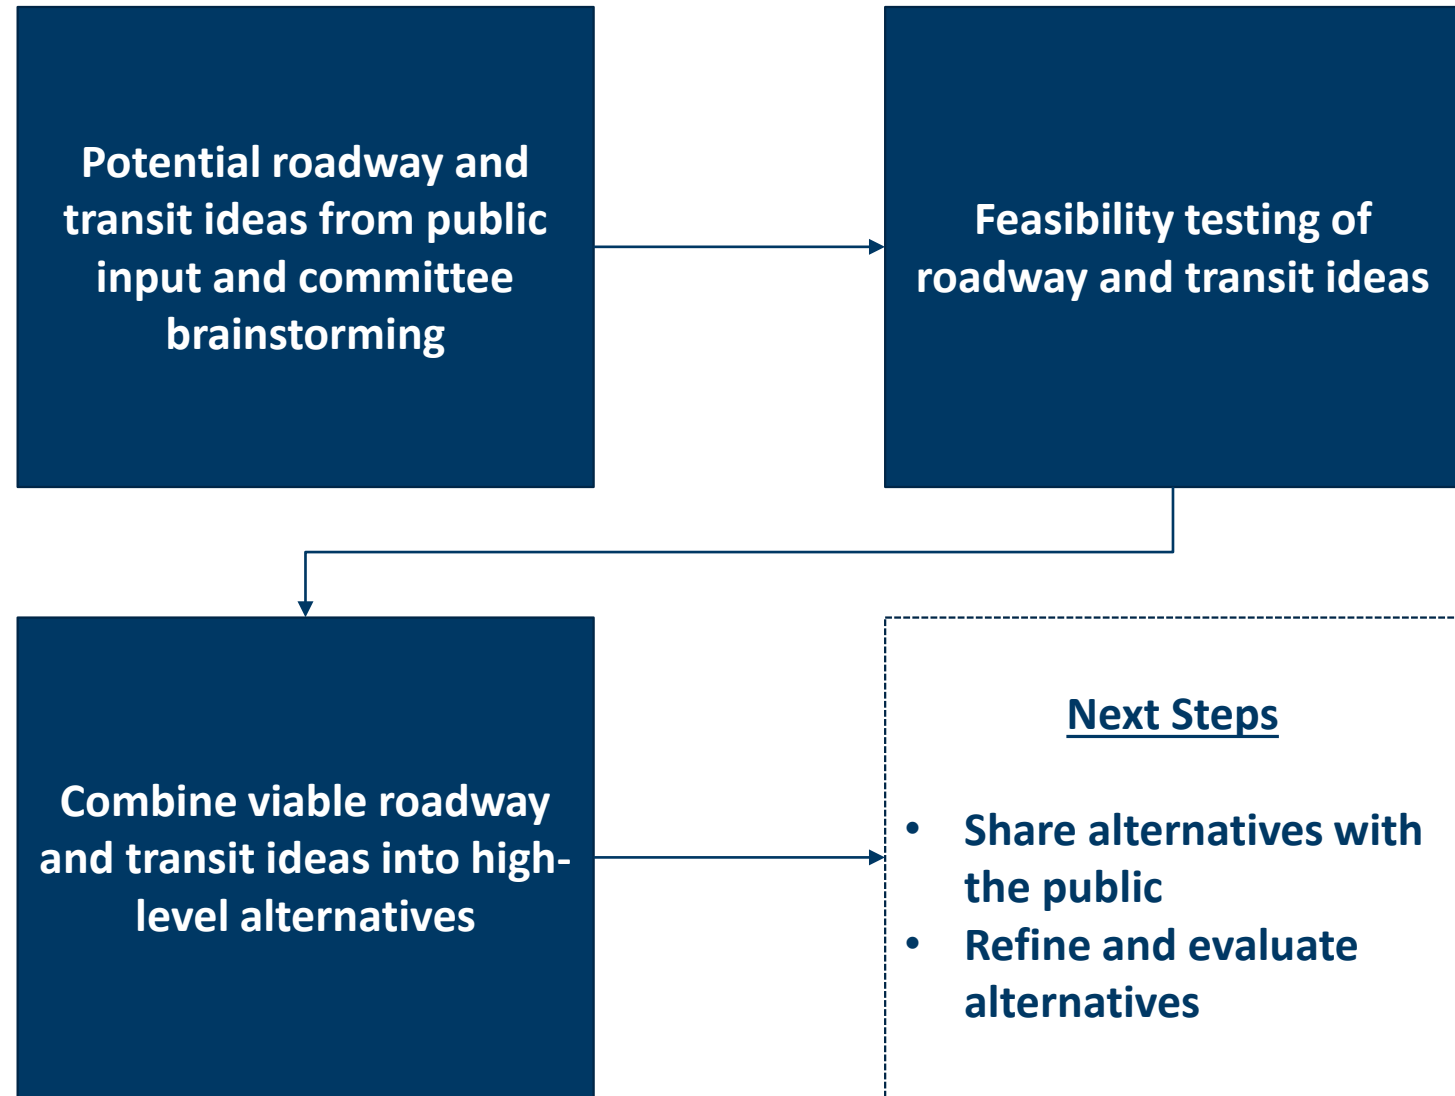 Potential roadway and
transit ideas from public
input and committee
brainstorming
Feasibility testing of
roadway and transit ideas
Combine viable roadway
and transit ideas into high-
level alternatives
Next Steps
• Share alternatives with
the public
• Refine and evaluate
alternatives